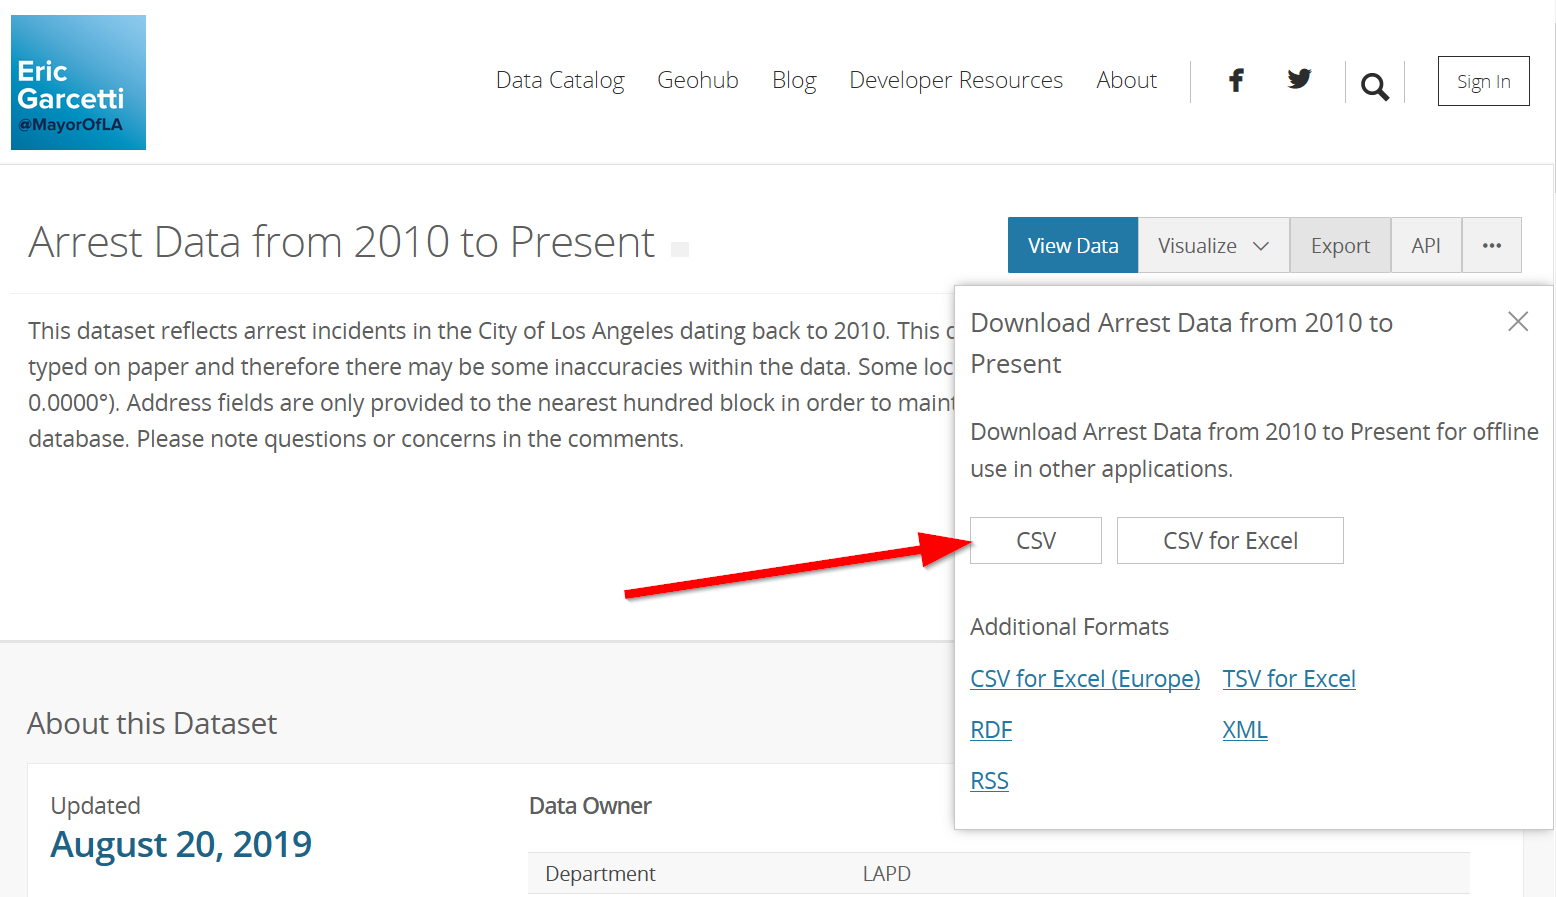 Eric
Garcetti
@MayorOfLA
Data Catalog Geohub Blog Developer Resources About Sign In
Arrest Data from 2010 to Present
View Data Visualize Export API
This dataset reflects arrest incidents in the City of Los Angeles dating back to 2010. This
typed on paper and therefore there may be some inaccuracies within the data. Some
0.0000°). Address fields are only provided to the nearest hundred block in order to
database. Please note questions or concerns in the comments.
Download Arrest Data from 2010 to
Present
Download Arrest Data from 2010 to Present for offline
use in other applications.
CSV CSV for Excel
Additional Formats
CSV for Excel (Europe) TSV for Excel
RDF XML
RSS
About this Dataset
Updated
August 20, 2019
Data Owner
Department LAPD